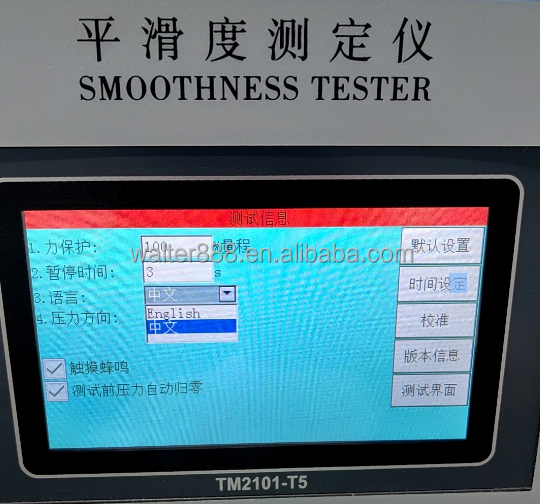 平滑度测定仪
SMOOTHNESS TESTER
测试信息
1.力保护: 100 %量程 默认设置
walter888.en.alibaba.com
2.暂停时间: 3 s 时间设定
3.语言: 中文
English
中文
4.压力方向: 校准
版本信息
触摸蜂鸣
测试前压力自动归零 测试界面
TM2101-T5